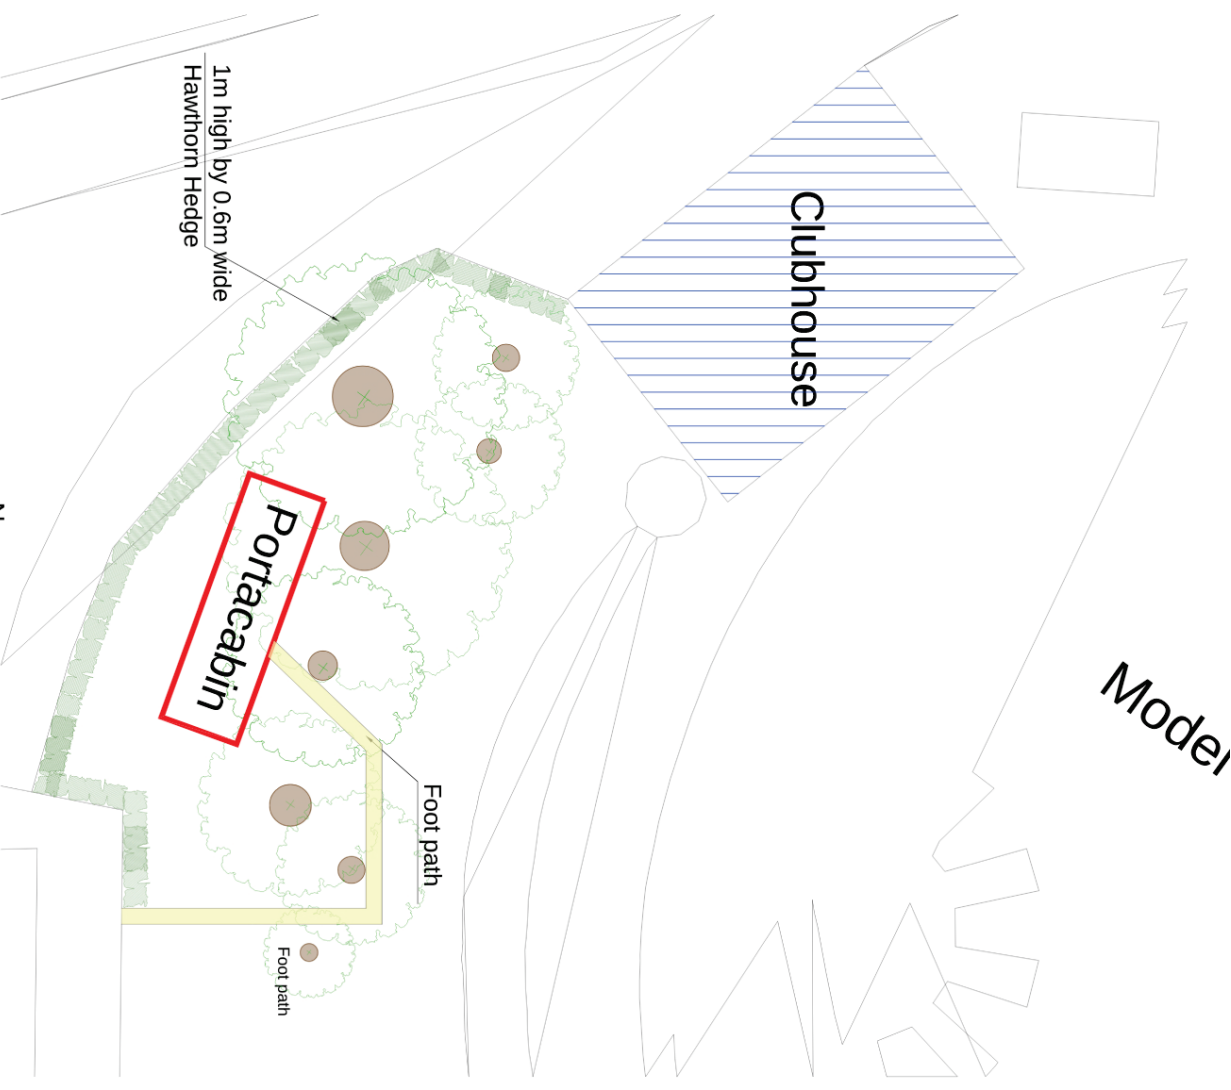 1m high by 0.6m wide
Hawthorn Hedge
Clubhouse
Portacabin
Foot path
Foot path
Model